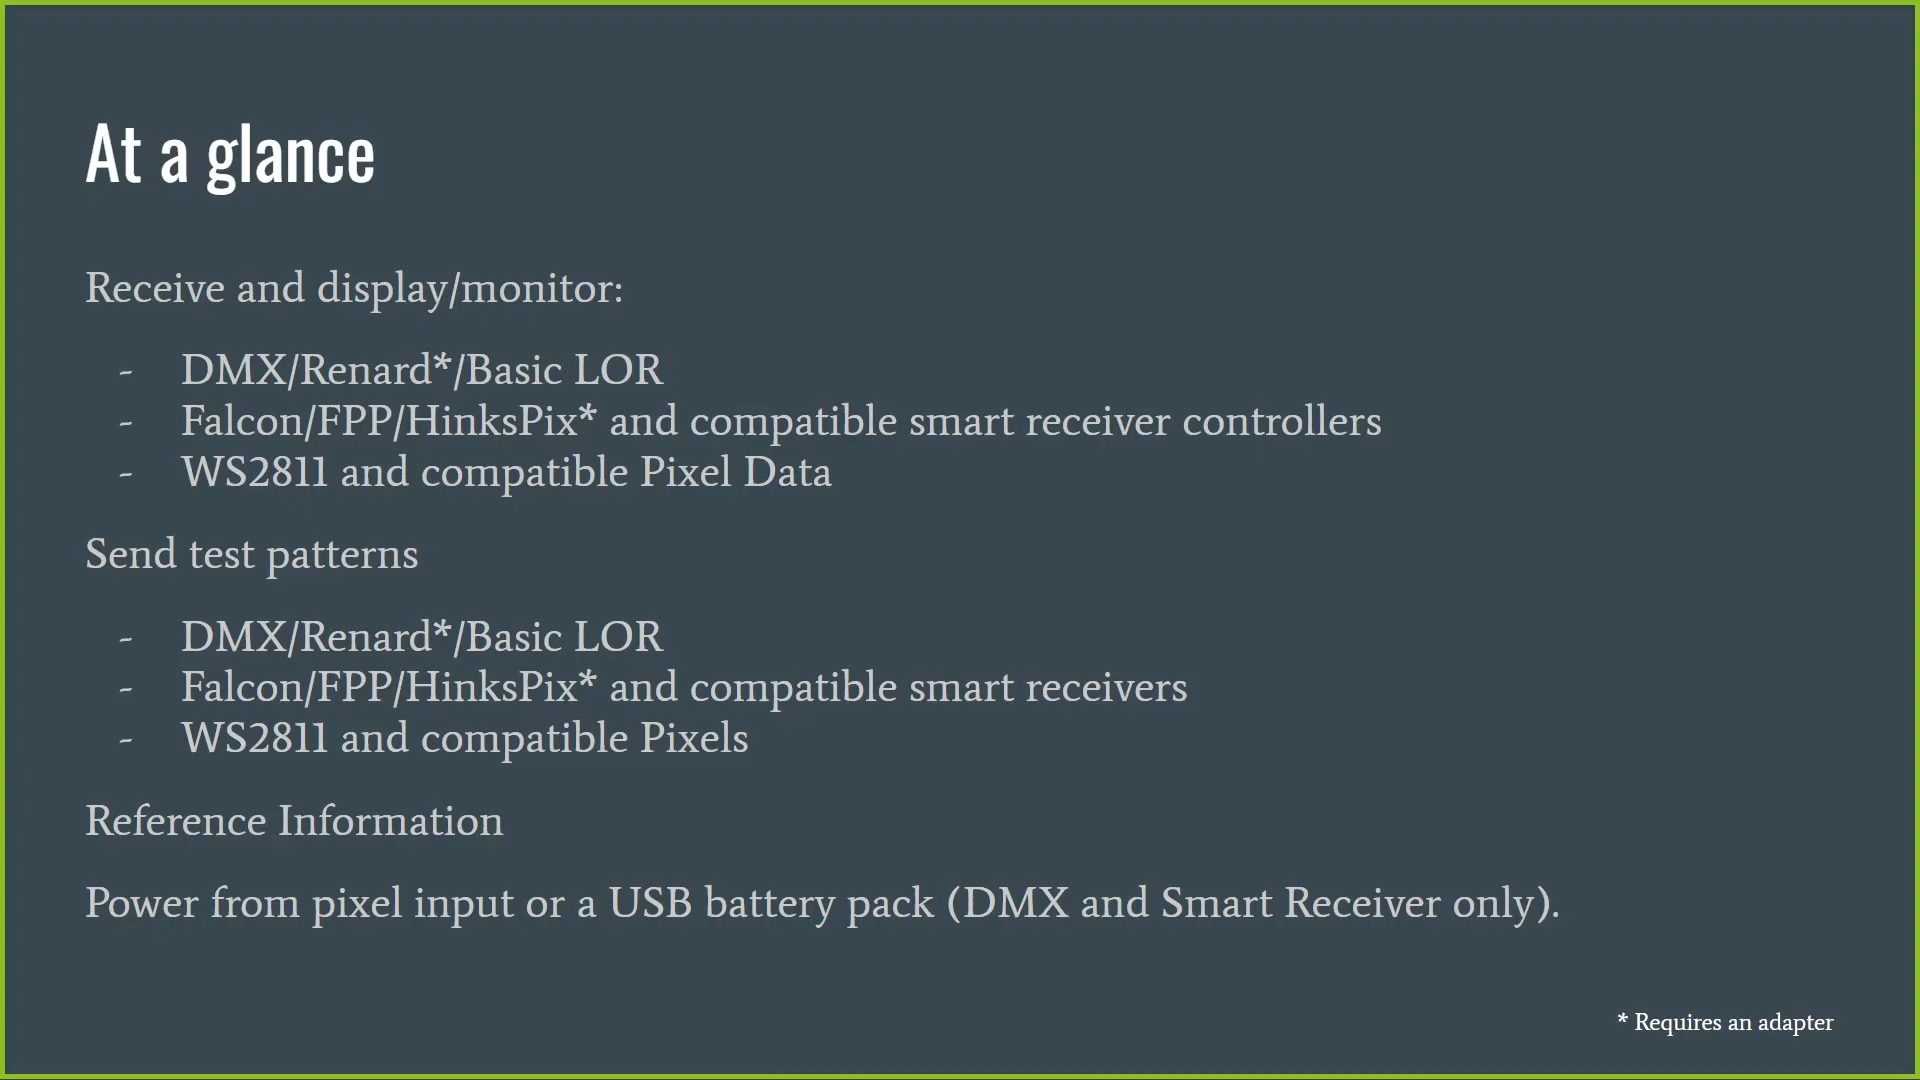 At a glance
Receive and display/monitor:
- DMX/Renard*/Basic LOR
- Falcon/FPP/HinksPix* and compatible smart receiver controllers
- WS2811 and compatible Pixel Data
Send test patterns
- DMX/Renard*/Basic LOR
- Falcon/FPP/HinksPix* and compatible smart receivers
- WS2811 and compatible Pixels
Reference Information
Power from pixel input or a USB battery pack (DMX and Smart Receiver only).
* Requires an adapter